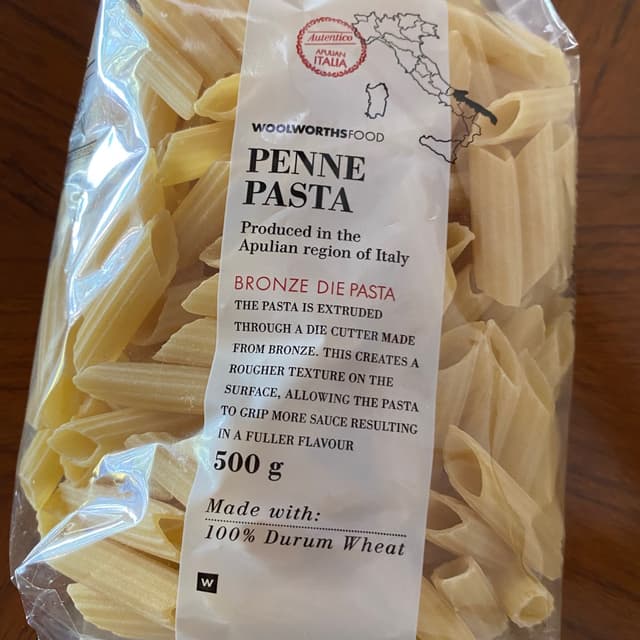 Autentico
APULIAN
ITALIA
WOOLWORTHSFOOD
PENNE
PASTA
Produced in the
Apulian region of Italy
BRONZE DIE PASTA
THE PASTA IS EXTRUDED
THROUGH A DIE CUTTER MADE
FROM BRONZE. THIS CREATES A
ROUGHER TEXTURE ON THE
SURFACE, ALLOWING THE PASTA
TO GRIP MORE SAUCE RESULTING
IN A FULLER FLAVOUR
500 g
Made with:
100% Durum Wheat
W